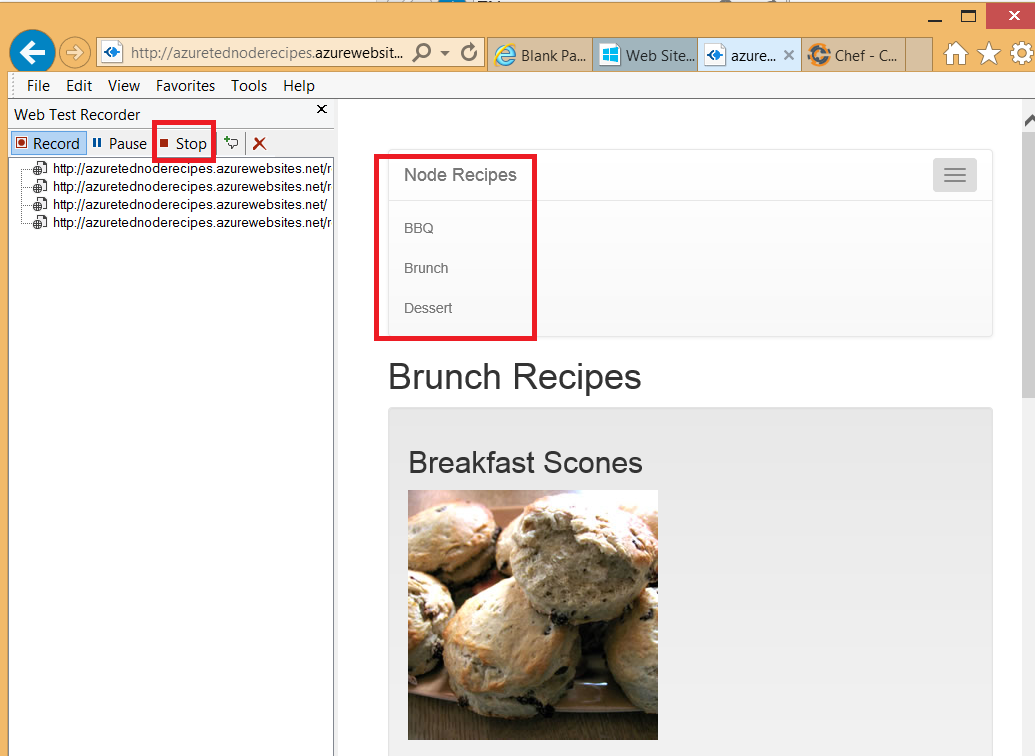 http://azuretednoderecipes.azurewebsit...
Blank Pa...
Web Site...
azure...
Chef - C...
File Edit View Favorites Tools Help
Web Test Recorder
Record Pause Stop
http://azuretednoderecipes.azurewebsites.net/r
http://azuretednoderecipes.azurewebsites.net/r
http://azuretednoderecipes.azurewebsites.net/
http://azuretednoderecipes.azurewebsites.net/r
Node Recipes
BBQ
Brunch
Dessert
Brunch Recipes
Breakfast Scones